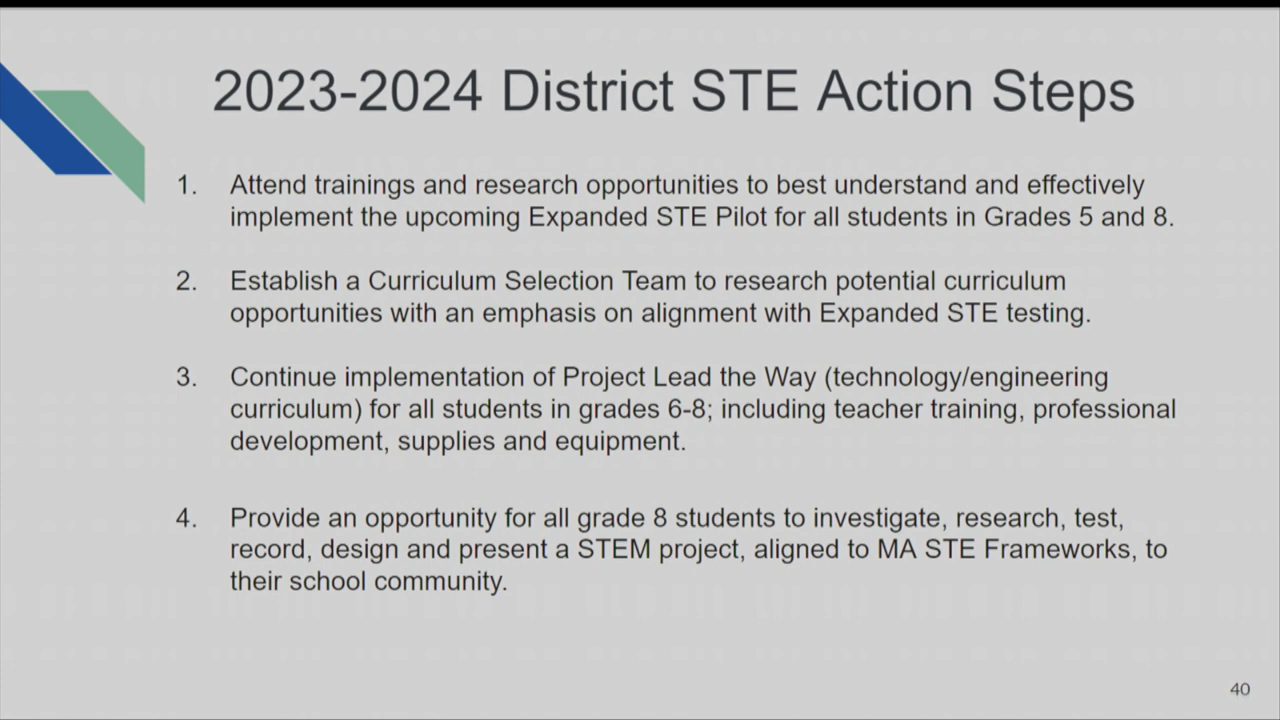 2023-2024 District STE Action Steps
1. Attend trainings and research opportunities to best understand and effectively
implement the upcoming Expanded STE Pilot for all students in Grades 5 and 8.
2. Establish a Curriculum Selection Team to research potential curriculum
opportunities with an emphasis on alignment with Expanded STE testing.
3. Continue implementation of Project Lead the Way (technology/engineering
curriculum) for all students in grades 6-8; including teacher training, professional
development, supplies and equipment.
4. Provide an opportunity for all grade 8 students to investigate, research, test,
record, design and present a STEM project, aligned to MA STE Frameworks, to
their school community.
40